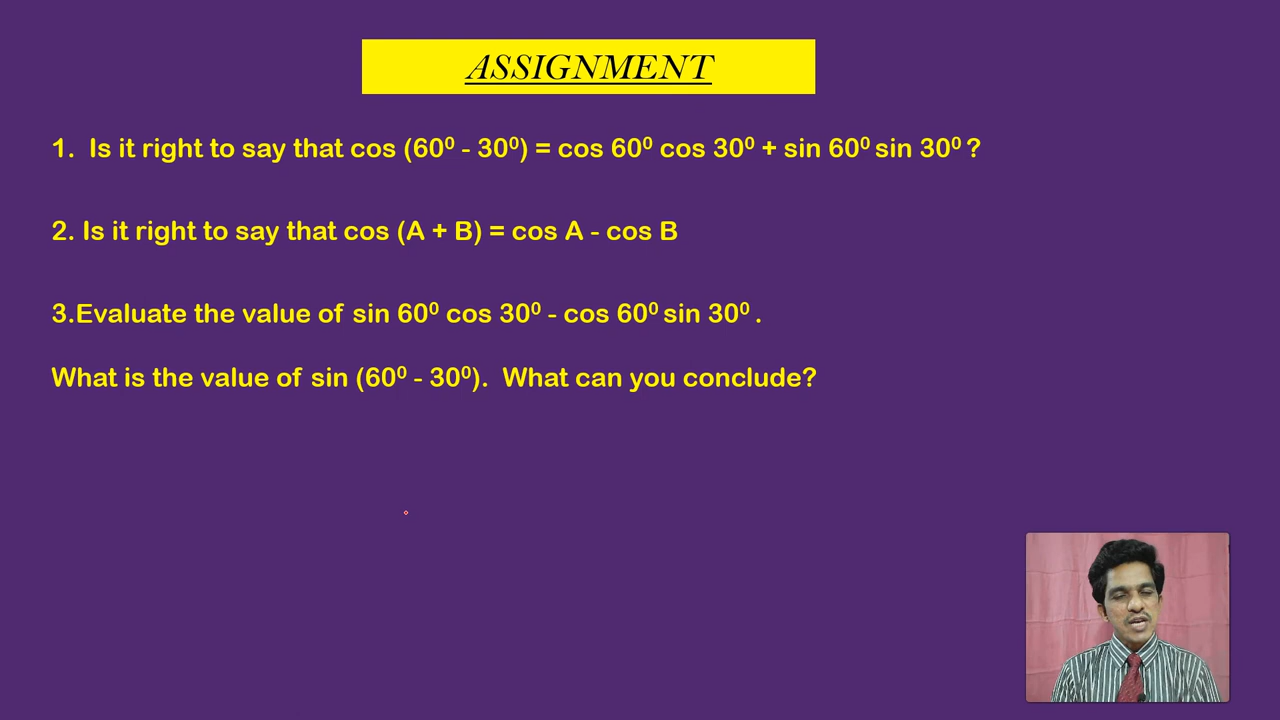 ASSIGNMENT
1. Is it right to say that cos (60⁰ - 30⁰) = cos 60⁰ cos 30⁰ + sin 60⁰ sin 30⁰ ?
2. Is it right to say that cos (A + B) = cos A - cos B
3.Evaluate the value of sin 60⁰ cos 30⁰ - cos 60⁰ sin 30⁰ .
What is the value of sin (60⁰ - 30⁰). What can you conclude?